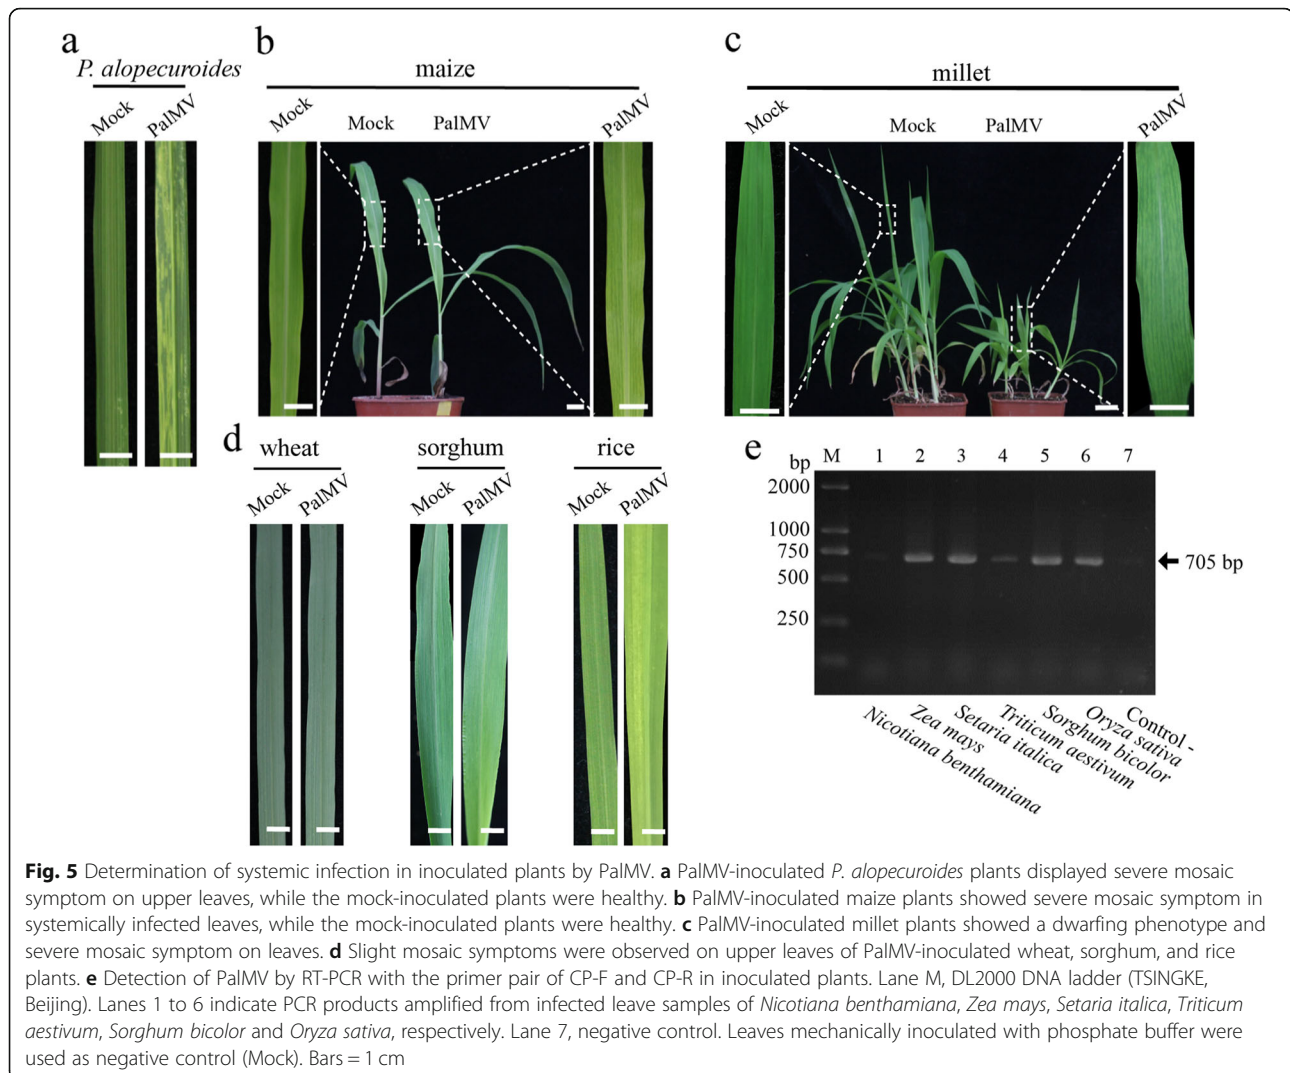 a
P. alopecuroides
Mock
PalMV
b
maize
Mock
Mock
PalMV
PalMV
c
millet
Mock
Mock
PalMV
PalMV
d
wheat
Mock
PalMV
sorghum
Mock
PalMV
rice
Mock
PalMV
e
bp M 1 2 3 4 5 6 7
2000
1000
750
500
250
705 bp
Nicotiana benthamiana
Zea mays
Setaria italica
Triticum aestivum
Sorghum bicolor
Oryza sativa
Control -
Fig. 5 Determination of systemic infection in inoculated plants by PalMV. a PalMV-inoculated P. alopecuroides plants displayed severe mosaic
symptom on upper leaves, while the mock-inoculated plants were healthy. b PalMV-inoculated maize plants showed severe mosaic symptom in
systemically infected leaves, while the mock-inoculated plants were healthy. c PalMV-inoculated millet plants showed a dwarfing phenotype and
severe mosaic symptom on leaves. d Slight mosaic symptoms were observed on upper leaves of PalMV-inoculated wheat, sorghum, and rice
plants. e Detection of PalMV by RT-PCR with the primer pair of CP-F and CP-R in inoculated plants. Lane M, DL2000 DNA ladder (TSINGKE,
Beijing). Lanes 1 to 6 indicate PCR products amplified from infected leave samples of Nicotiana benthamiana, Zea mays, Setaria italica, Triticum
aestivum, Sorghum bicolor and Oryza sativa, respectively. Lane 7, negative control. Leaves mechanically inoculated with phosphate buffer were
used as negative control (Mock). Bars = 1 cm